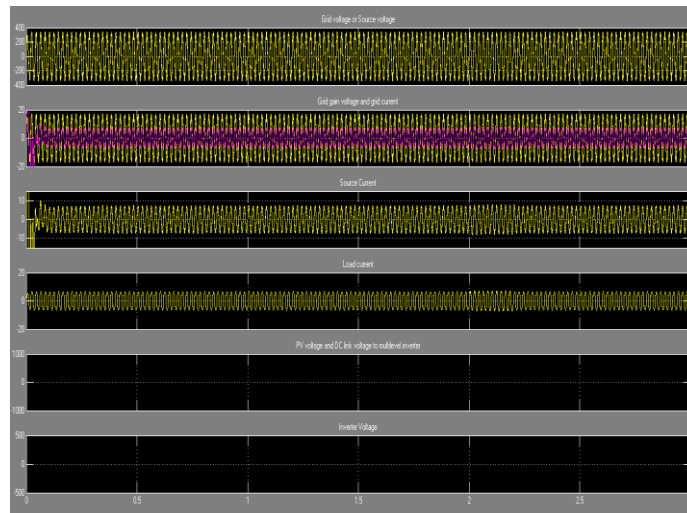 Grid voltage or Source voltage
400
200
0
-200
-400
Grid gain voltage and grid current
20
0
-20
Source Current
10
0
-10
Load current
20
0
-20
PV voltage and DC link voltage to multilevel inverter
1000
0
-1000
Inverter Voltage
500
0
-500
0 0.5 1 1.5 2 2.5